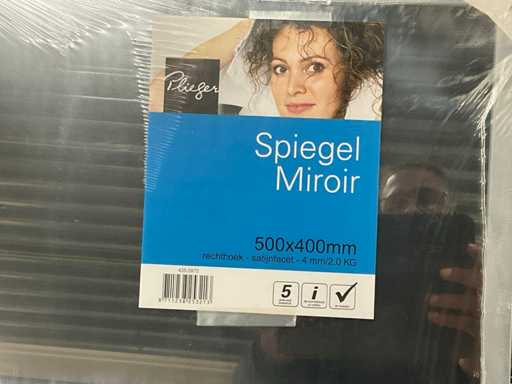 Plieger
Spiegel
Miroir
500x400mm
rechthoek - satijnfacet - 4 mm/2.0 KG
5
i